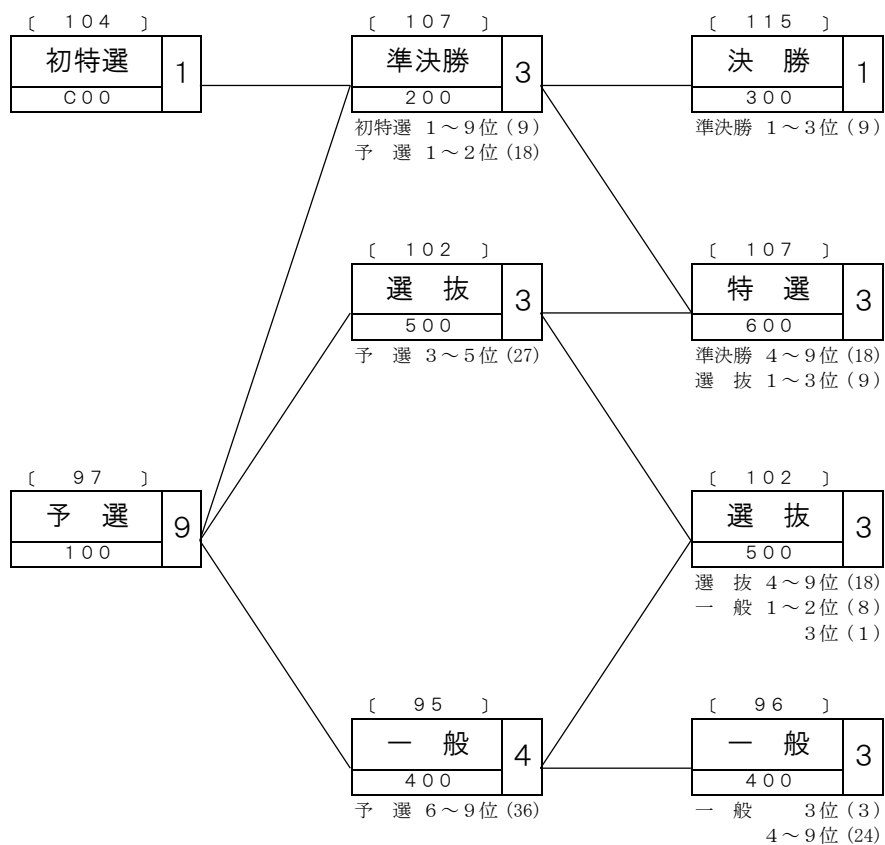 〔 １０４ 〕
初特選 1
C００
〔 １０７ 〕
準決勝 3
２００
初特選 １～９位（９）
予　選 １～２位 (18)
〔 １１５ 〕
決　勝 1
３００
準決勝 １～３位（９）
〔 １０２ 〕
選　抜 3
５００
予　選 ３～５位 (27)
〔 １０７ 〕
特　選 3
６００
準決勝 ４～９位 (18)
選　抜 １～３位（９）
〔 ９７ 〕
予　選 9
１００
〔 １０２ 〕
選　抜 3
５００
選　抜 ４～９位 (18)
一　般 １～２位（８）
３位（１）
〔 ９５ 〕
一　般 4
４００
予　選 ６～９位 (36)
〔 ９６ 〕
一　般 3
４００
一　般　　３位（３）
４～９位 (24)